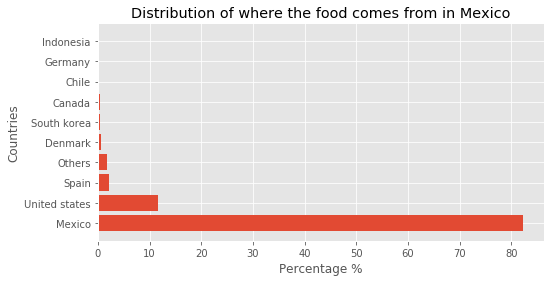 Distribution of where the food comes from in Mexico
Countries
Indonesia
Germany
Chile
Canada
South korea
Denmark
Others
Spain
United states
Mexico
0 10 20 30 40 50 60 70 80
Percentage %